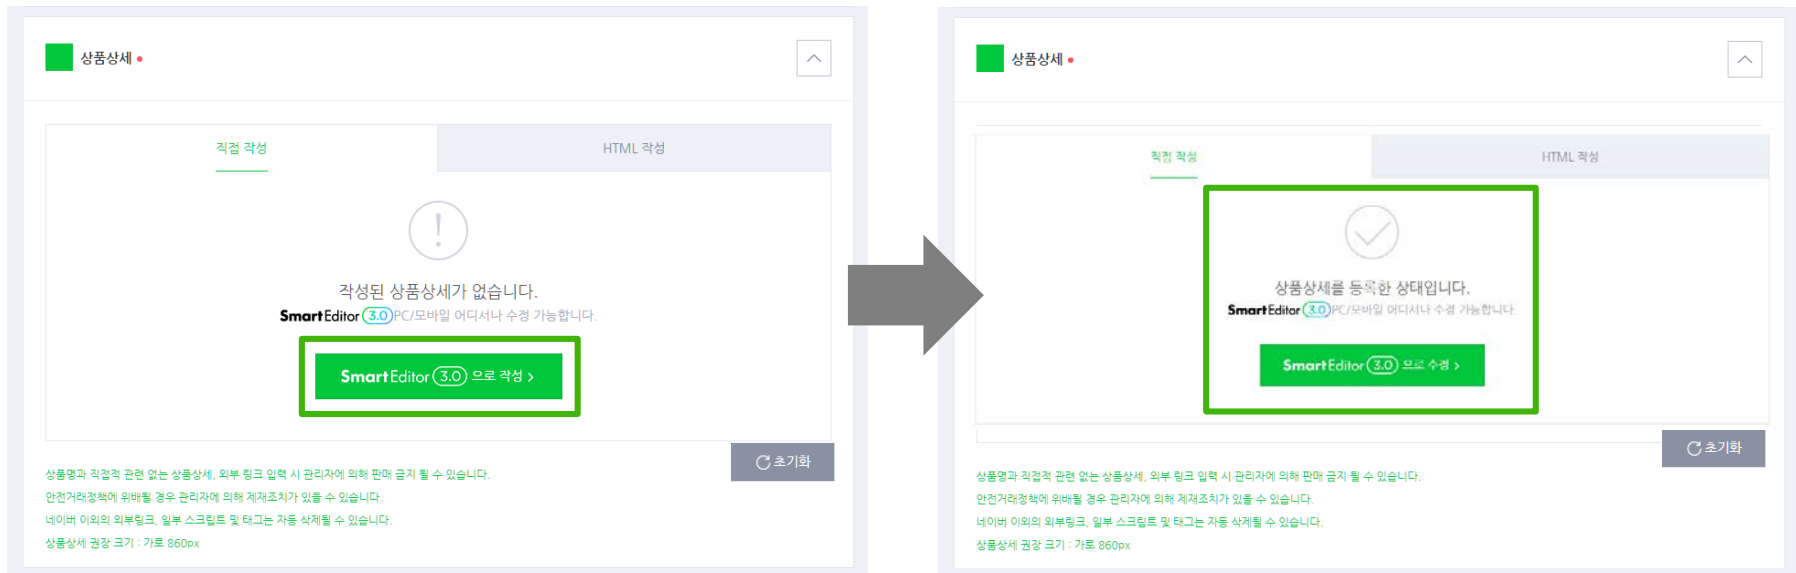 상품상세
직접 작성
HTML 작성
작성된 상품상세가 없습니다.
SmartEditor 3.0 PC/모바일 어디서나 수정 가능합니다.
SmartEditor 3.0 으로 작성 >
초기화
상품명과 직접적 관련 없는 상품상세, 외부 링크 입력 시 관리자에 의해 판매 금지 될 수 있습니다.
안전거래정책에 위배될 경우 관리자에 의해 제재조치가 있을 수 있습니다.
네이버 이외의 외부링크, 일부 스크립트 및 태그는 자동 삭제될 수 있습니다.
상품상세 권장 크기 : 가로 860px
상품상세
직접 작성
HTML 작성
상품상세를 등록한 상태입니다.
SmartEditor 3.0 PC/모바일 어디서나 수정 가능합니다.
SmartEditor 3.0 으로 수정 >
초기화
상품명과 직접적 관련 없는 상품상세, 외부 링크 입력 시 관리자에 의해 판매 금지 될 수 있습니다.
안전거래정책에 위배될 경우 관리자에 의해 제재조치가 있을 수 있습니다.
네이버 이외의 외부링크, 일부 스크립트 및 태그는 자동 삭제될 수 있습니다.
상품상세 권장 크기 : 가로 860px